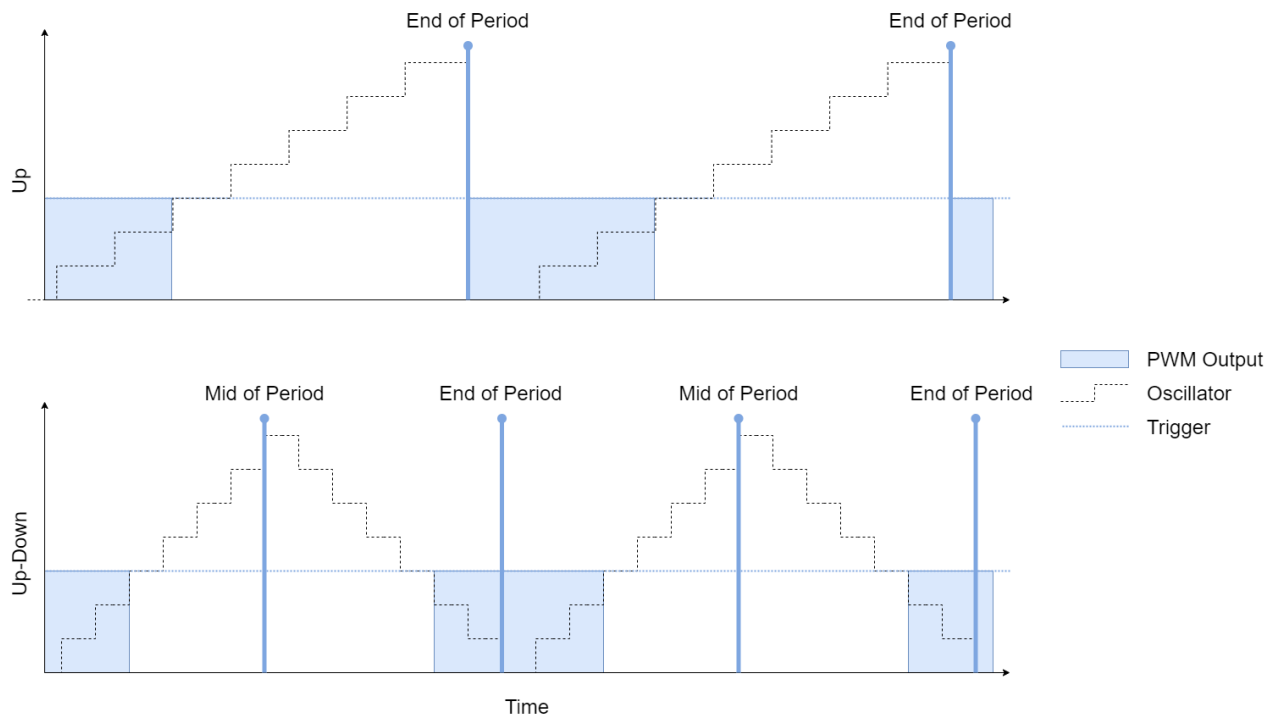 End of Period
End of Period
Up
Mid of Period
End of Period
Mid of Period
End of Period
Up-Down
Time
PWM Output
Oscillator
Trigger